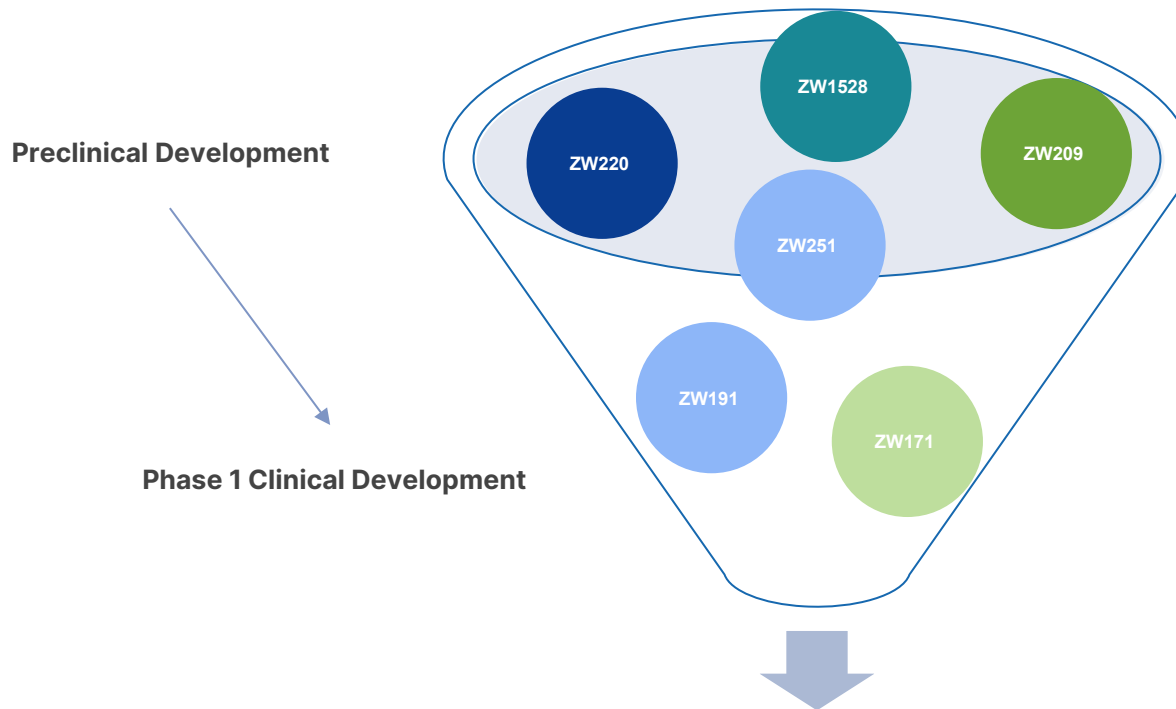 ZW1528
Preclinical Development
ZW220
ZW209
ZW251
ZW191
ZW171
Phase 1 Clinical Development